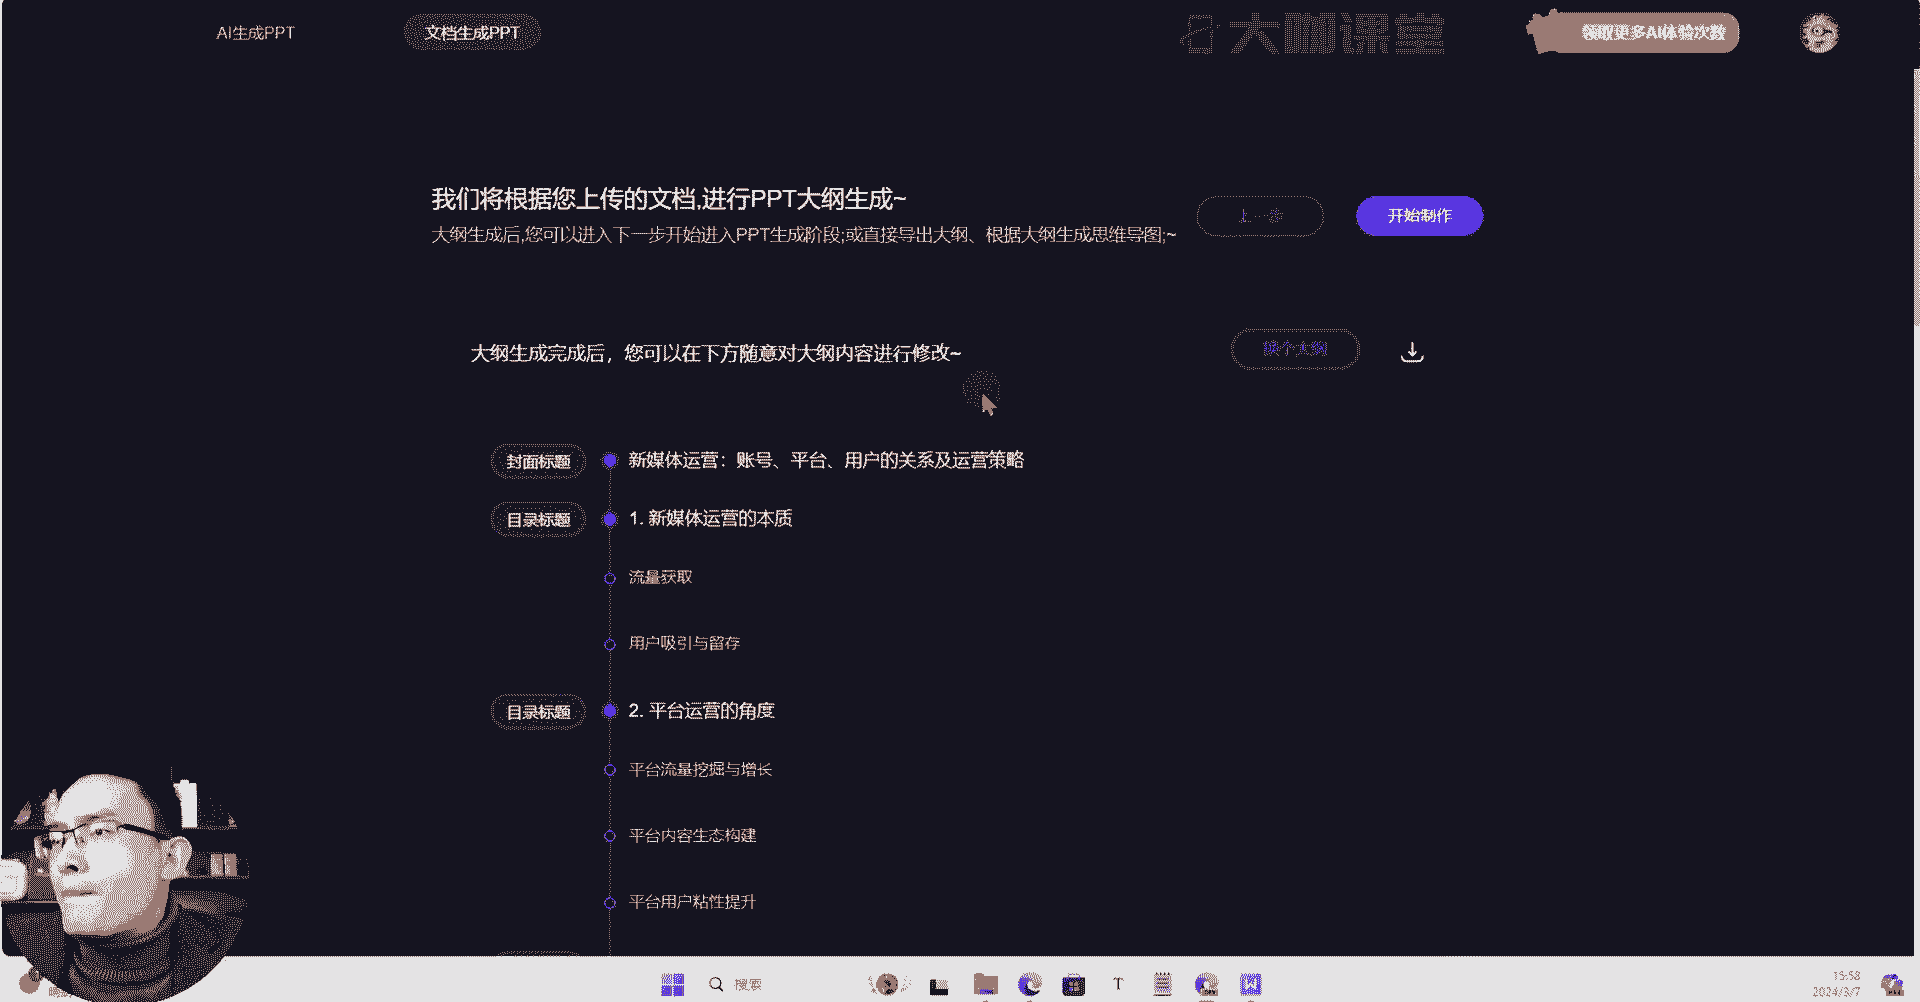 AI生成PPT
文档生成PPT
大咖课堂
领取更多AI体验次数
我们将根据您上传的文档,进行PPT大纲生成~
大纲生成后,您可以进入下一步开始进入PPT生成阶段;或直接导出大纲、根据大纲生成思维导图;~
上一步
开始制作
大纲生成完成后，您可以在下方随意对大纲内容进行修改~
换个大纲
封面标题
新媒体运营：账号、平台、用户的关系及运营策略
目录标题
1. 新媒体运营的本质
流量获取
用户吸引与留存
目录标题
2. 平台运营的角度
平台流量挖掘与增长
平台内容生态构建
平台用户粘性提升
搜索
15:58
2024/3/7